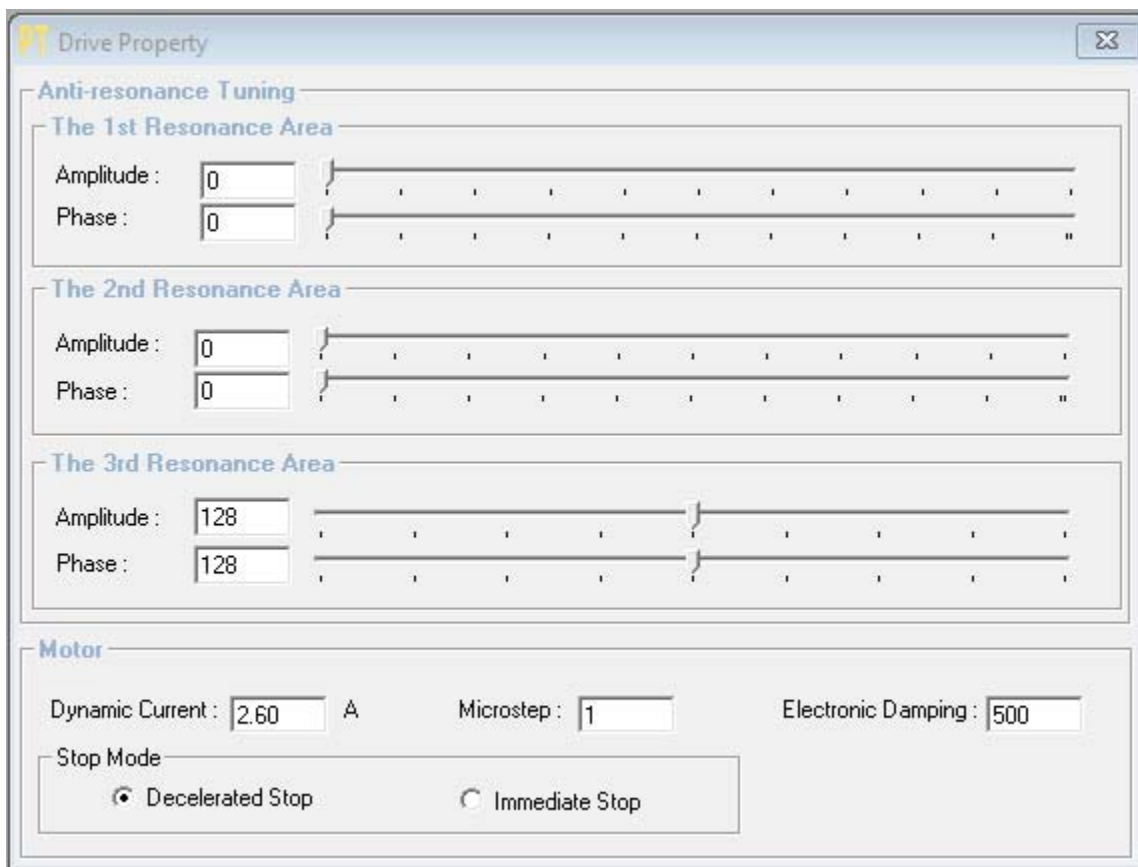 PT Drive Property
Anti-resonance Tuning
The 1st Resonance Area
Amplitude : 0
Phase : 0
The 2nd Resonance Area
Amplitude : 0
Phase : 0
The 3rd Resonance Area
Amplitude : 128
Phase : 128
Motor
Dynamic Current : 2.60 A Microstep : 1 Electronic Damping : 500
Stop Mode
Decelerated Stop Immediate Stop